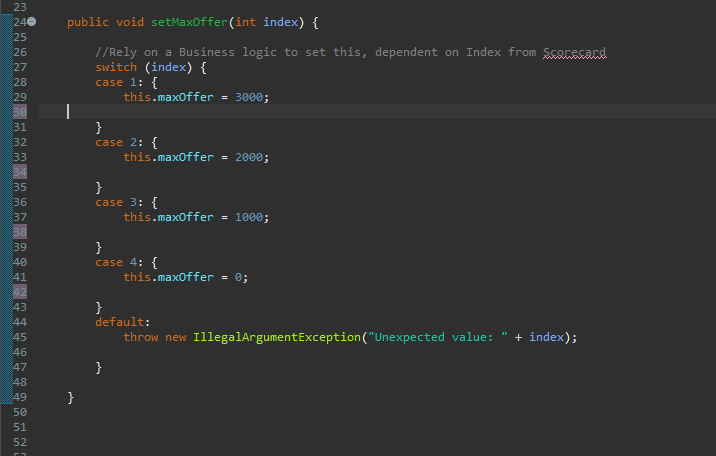 23
24 public void setMaxOffer(int index) {
25
26 //Rely on a Business logic to set this, dependent on Index from Scorecard
27 switch (index) {
28 case 1: {
29 this.maxOffer = 3000;
30
31 }
32 case 2: {
33 this.maxOffer = 2000;
34
35 }
36 case 3: {
37 this.maxOffer = 1000;
38
39 }
40 case 4: {
41 this.maxOffer = 0;
42
43 }
44 default:
45 throw new IllegalArgumentException("Unexpected value: " + index);
46
47 }
48
49 }
50
51
52
53